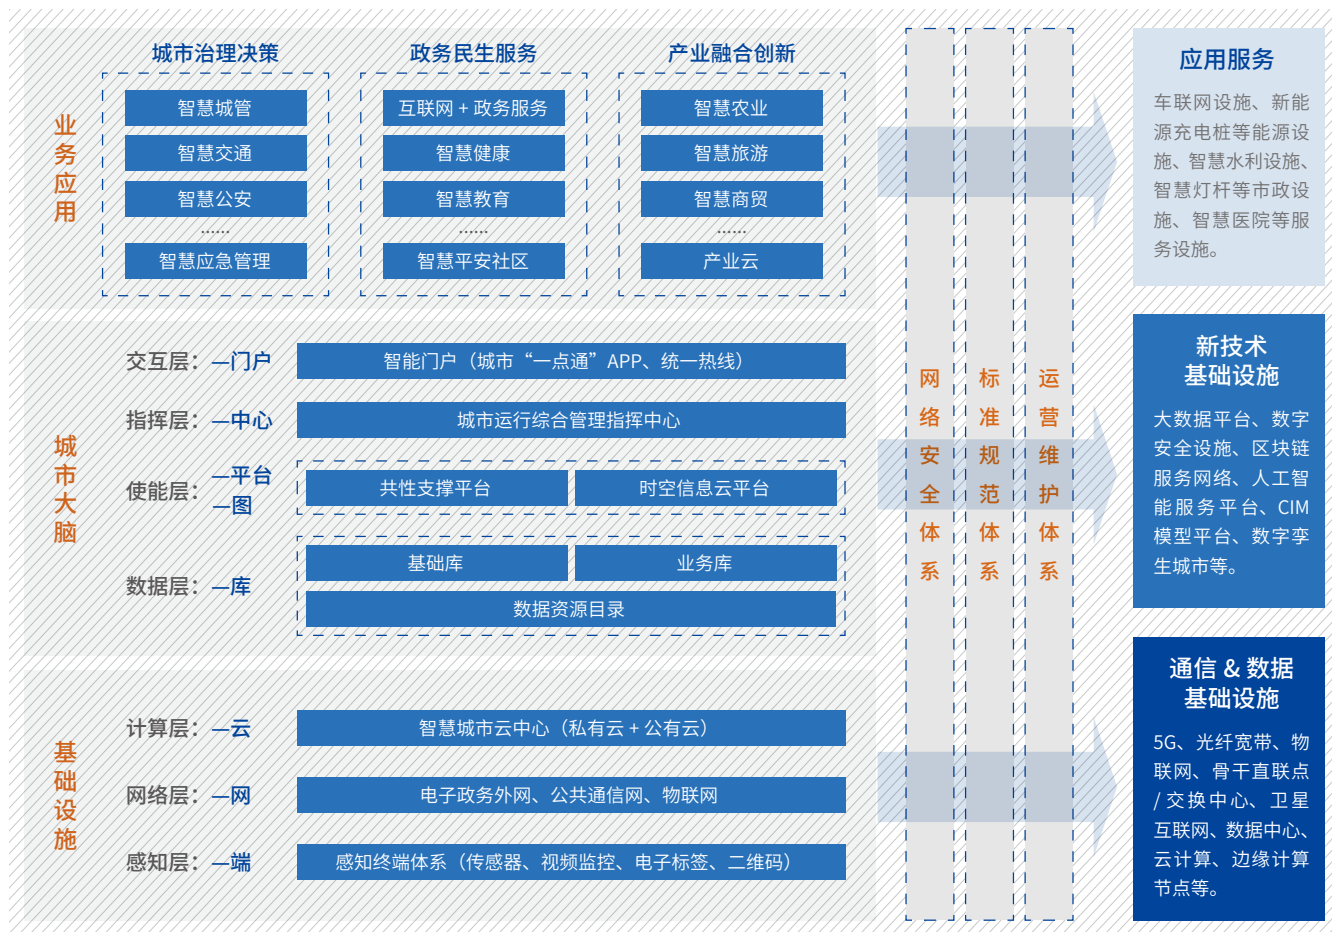 业务应用
城市治理决策
智慧城管
智慧交通
智慧公安
……
智慧应急管理
政务民生服务
互联网 + 政务服务
智慧健康
智慧教育
……
智慧平安社区
产业融合创新
智慧农业
智慧旅游
智慧商贸
……
产业云
城市大脑
交互层：—门户
智能门户（城市“一点通”APP、统一热线）
指挥层：—中心
城市运行综合管理指挥中心
使能层：
—平台
—图
共性支撑平台
时空信息云平台
数据层：—库
基础库
业务库
数据资源目录
基础设施
计算层：—云
智慧城市云中心（私有云 + 公有云）
网络层：—网
电子政务外网、公共通信网、物联网
感知层：—端
感知终端体系（传感器、视频监控、电子标签、二维码）
网络安全体系
标准规范体系
运营维护体系
应用服务
车联网设施、新能
源充电桩等能源设
施、智慧水利设施、
智慧灯杆等市政设
施、智慧医院等服
务设施。
新技术
基础设施
大数据平台、数字
安全设施、区块链
服务网络、人工智
能服务平台、CIM
模型平台、数字孪
生城市等。
通信 & 数据
基础设施
5G、光纤宽带、物
联网、骨干直联点
/ 交换中心、卫星
互联网、数据中心、
云计算、边缘计算
节点等。